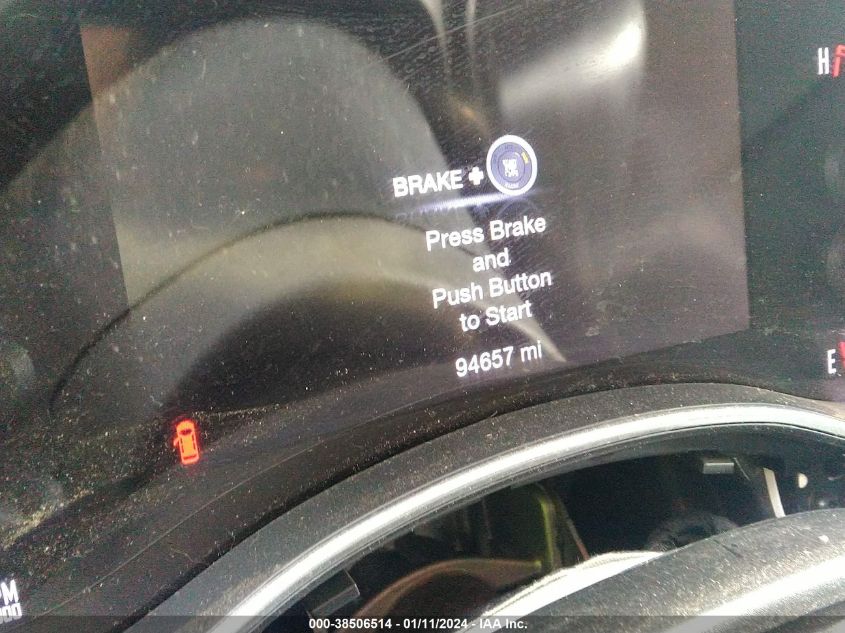 H
BRAKE +
Press Brake
and
Push Button
to Start
94657 mi
E
000-38506514 - 01/11/2024 - IAA Inc.